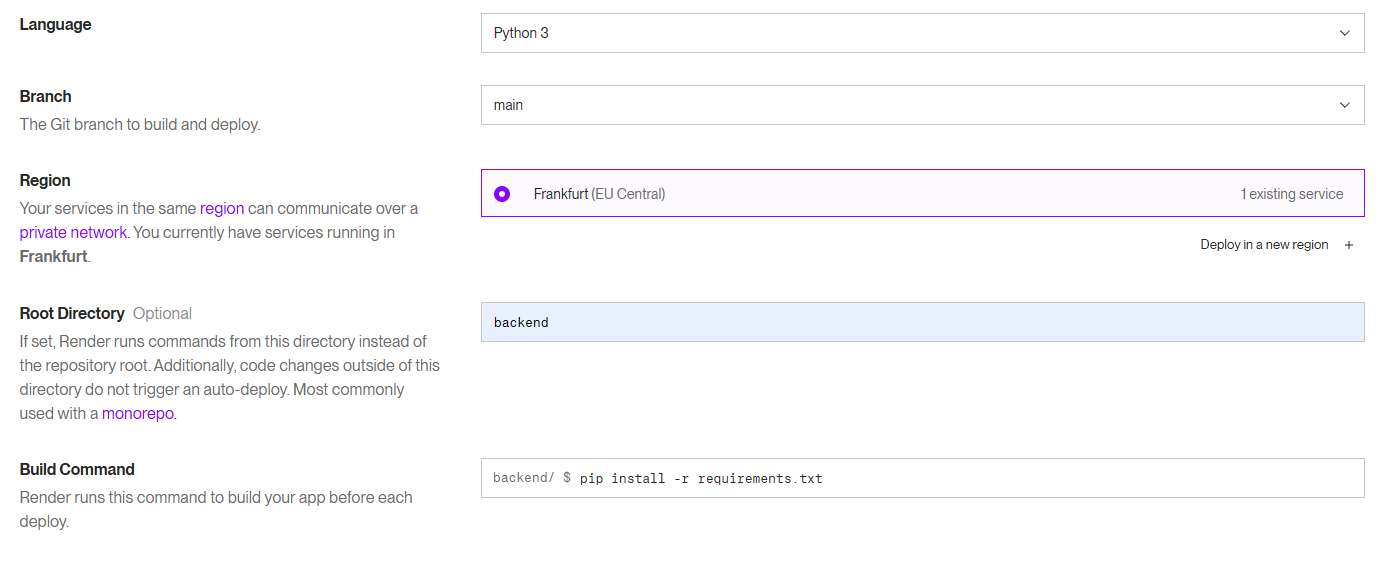 Language
Python 3
Branch
The Git branch to build and deploy.
main
Region
Your services in the same region can communicate over a
private network. You currently have services running in
Frankfurt.
Frankfurt (EU Central)
1 existing service
Deploy in a new region +
Root Directory Optional
If set, Render runs commands from this directory instead of
the repository root. Additionally, code changes outside of this
directory do not trigger an auto-deploy. Most commonly
used with a monorepo.
backend
Build Command
Render runs this command to build your app before each
deploy.
backend/ $ pip install -r requirements.txt